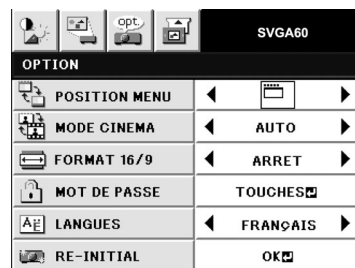 opt.
SVGA60
OPTION
POSITION MENU
MODE CINEMA AUTO
FORMAT 16/9 ARRET
MOT DE PASSE TOUCHES
AË LANGUES FRANÇAIS
RE-INITIAL OK